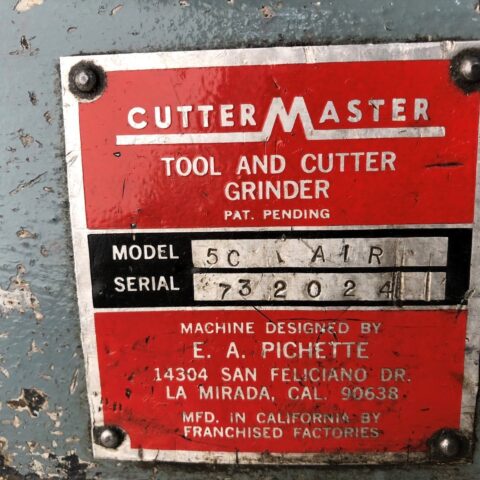 CUTTERMASTER
TOOL AND CUTTER
GRINDER
PAT. PENDING
MODEL 5C A1R
SERIAL 732024
MACHINE DESIGNED BY
E. A. PICHETTE
14304 SAN FELICIANO DR.
LA MIRADA, CAL. 90638
MFD. IN CALIFORNIA BY
FRANCHISED FACTORIES